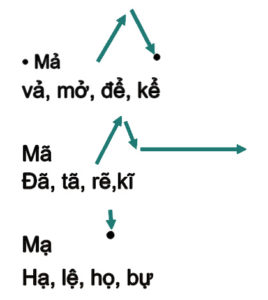 • Mả
vả, mở, để, kể
Mã
Đã, tã, rẽ,kĩ
Mạ
Hạ, lệ, họ, bự